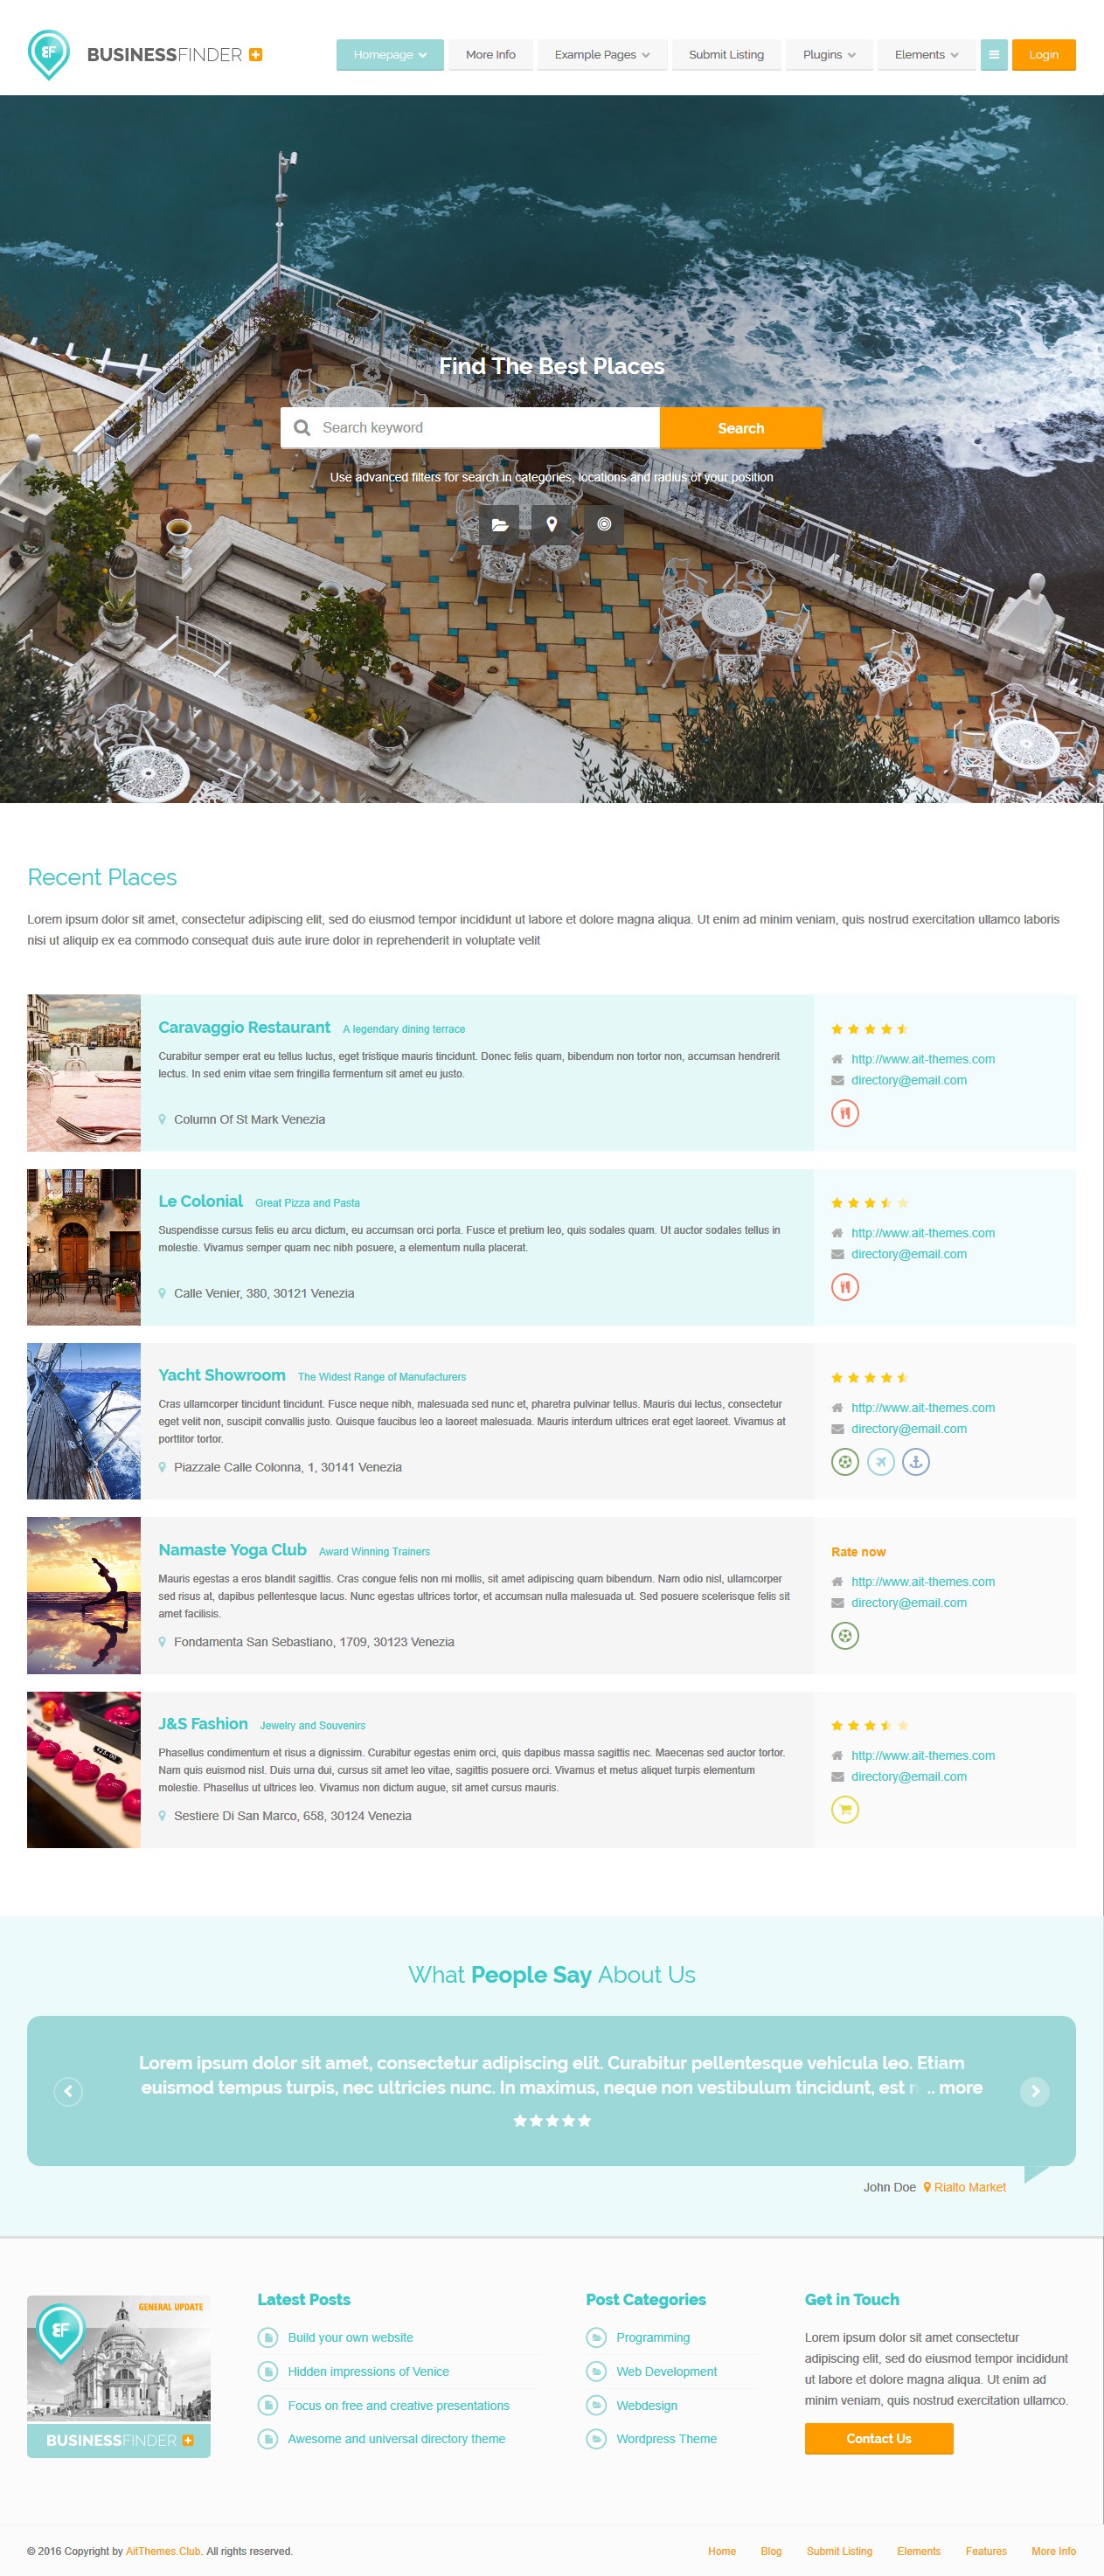 BUSINESSFINDER
Homepage
More Info
Example Pages
Submit Listing
Plugins
Elements
Login
Find The Best Places
Search keyword
Search
Use advanced filters for search in categories, locations and radius of your position
Recent Places
Lorem ipsum dolor sit amet, consectetur adipiscing elit, sed do eiusmod tempor incididunt ut labore et dolore magna aliqua. Ut enim ad minim veniam, quis nostrud exercitation ullamco laboris
nisi ut aliquip ex ea commodo consequat duis aute irure dolor in reprehenderit in voluptate velit
Caravaggio Restaurant A legendary dining terrace
Curabitur semper erat eu tellus luctus, eget tristique mauris tincidunt. Donec felis quam, bibendum non tortor non, accumsan hendrerit
lectus. In sed enim vitae sem fringilla fermentum sit amet eu justo.
Column Of St Mark Venezia
http://www.ait-themes.com
directory@email.com
Le Colonial Great Pizza and Pasta
Suspendisse cursus felis eu arcu dictum, eu accumsan orci porta. Fusce et pretium leo, quis sodales quam. Ut auctor sodales tellus in
molestie. Vivamus semper quam nec nibh posuere, a elementum nulla placerat.
Calle Venier, 380, 30121 Venezia
http://www.ait-themes.com
directory@email.com
Yacht Showroom The Widest Range of Manufacturers
Cras ullamcorper tincidunt tincidunt. Fusce neque nibh, malesuada sed nunc et, pharetra pulvinar tellus. Mauris dui lectus, consectetur
eget velit non, suscipit convallis justo. Quisque faucibus leo a laoreet malesuada. Mauris interdum ultrices erat eget laoreet. Vivamus at
porttitor tortor.
Piazzale Calle Colonna, 1, 30141 Venezia
http://www.ait-themes.com
directory@email.com
Namaste Yoga Club Award Winning Trainers
Mauris egestas a eros blandit sagittis. Cras congue felis non mi mollis, sit amet adipiscing quam bibendum. Nam odio nisl, ullamcorper
sed risus at, dapibus pellentesque lacus. Nunc egestas ultrices tortor, et accumsan nulla malesuada ut. Sed posuere scelerisque felis sit
amet facilisis.
Fondamenta San Sebastiano, 1709, 30123 Venezia
Rate now
http://www.ait-themes.com
directory@email.com
J&S Fashion Jewelry and Souvenirs
Phasellus condimentum et risus a dignissim. Curabitur egestas enim orci, quis dapibus massa sagittis nec. Maecenas sed auctor tortor.
Nam quis euismod nisl. Duis urna dui, cursus sit amet leo vitae, sagittis posuere orci. Vivamus et metus aliquet turpis elementum
molestie. Phasellus ut ultrices leo. Vivamus non dictum augue, sit amet cursus mauris.
Sestiere Di San Marco, 658, 30124 Venezia
http://www.ait-themes.com
directory@email.com
What People Say About Us
Lorem ipsum dolor sit amet, consectetur adipiscing elit. Curabitur pellentesque vehicula leo. Etiam
euismod tempus turpis, nec ultricies nunc. In maximus, neque non vestibulum tincidunt, est .. more
John Doe Rialto Market
GENERAL UPDATE
BUSINESSFINDER
Latest Posts
Build your own website
Hidden impressions of Venice
Focus on free and creative presentations
Awesome and universal directory theme
Post Categories
Programming
Web Development
Webdesign
Wordpress Theme
Get in Touch
Lorem ipsum dolor sit amet consectetur
adipiscing elit, sed do eiusmod tempor incididunt
ut labore et dolore magna aliqua. Ut enim ad
minim veniam, quis nostrud exercitation ullamco.
Contact Us
© 2016 Copyright by AitThemes.Club. All rights reserved.
Home
Blog
Submit Listing
Elements
Features
More Info